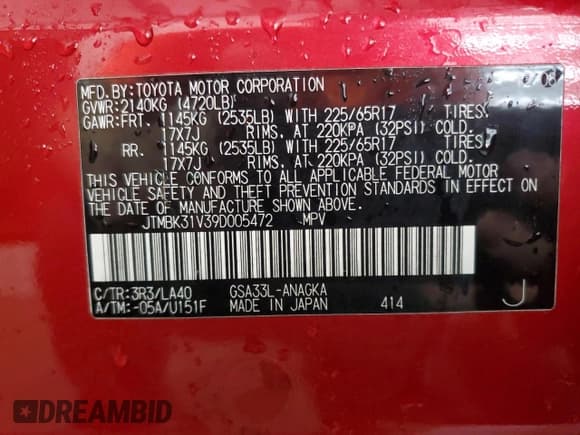 MFD.BY:TOYOTA MOTOR CORPORATION
GVWR:2140KG (4720LB)
GAWR:FRT. 1145KG (2535LB) WITH 225/65R17 TIRES,
17X7J RIMS, AT 220KPA (32PSI) COLD.
RR. 1145KG (2535LB) WITH 225/65R17 TIRES,
17X7J RIMS, AT 220KPA (32PSI) COLD.
THIS VEHICLE CONFORMS TO ALL APPLICABLE FEDERAL MOTOR
VEHICLE SAFETY AND THEFT PREVENTION STANDARDS IN EFFECT
ON THE DATE OF MANUFACTURE SHOWN ABOVE.
JTMBK31V39D005472 MPV
C/TR:3R3/LA40 GSA33L-ANAGKA
A/TM:-05A/U151F MADE IN JAPAN 414 J
DREAMBID